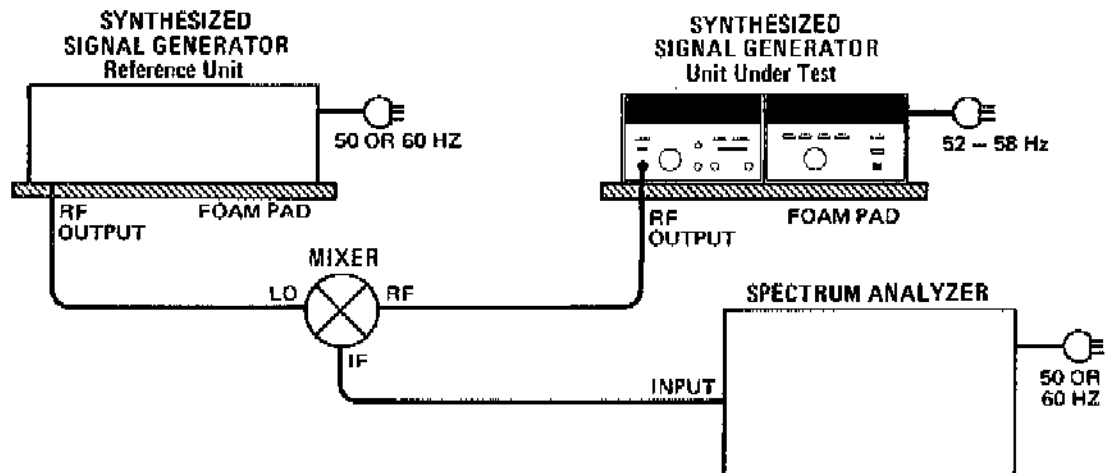 SYNTHESIZED
SIGNAL GENERATOR
Reference Unit
50 OR 60 HZ
RF
OUTPUT
FOAM PAD
SYNTHESIZED
SIGNAL GENERATOR
Unit Under Test
52 – 58 Hz
RF
OUTPUT
FOAM PAD
MIXER
LO
RF
IF
SPECTRUM ANALYZER
INPUT
50 OR
60 HZ